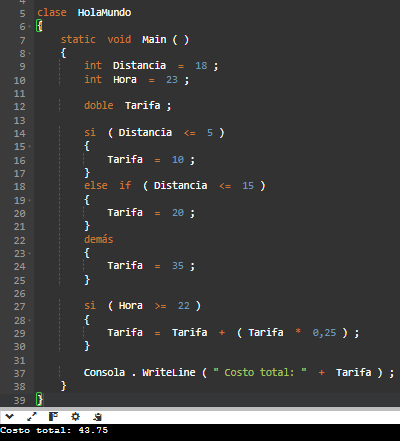 4
5 clase HolaMundo
6 {
7 static void Main ( )
8 {
9 int Distancia = 18 ;
10 int Hora = 23 ;
11
12 doble Tarifa ;
13
14 si ( Distancia <= 5 )
15 {
16 Tarifa = 10 ;
17 }
18 else if ( Distancia <= 15 )
19 {
20 Tarifa = 20 ;
21 }
22 demás
23 {
24 Tarifa = 35 ;
25 }
26
27 si ( Hora >= 22 )
28 {
29 Tarifa = Tarifa + ( Tarifa * 0,25 ) ;
30 }
31
37 Consola . WriteLine ( " Costo total: " + Tarifa ) ;
38 }
39 }
Costo total: 43.75